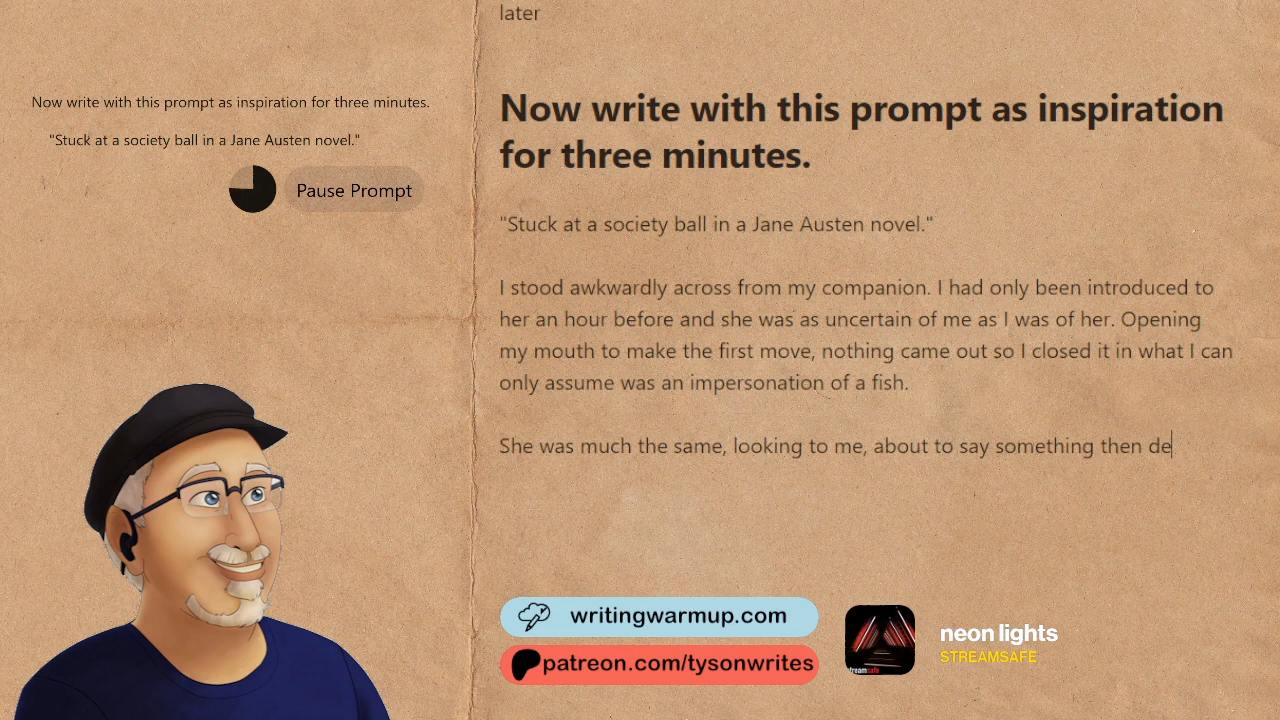 later
Now write with this prompt as inspiration for three minutes.
"Stuck at a society ball in a Jane Austen novel."
Pause Prompt
Now write with this prompt as inspiration
for three minutes.
"Stuck at a society ball in a Jane Austen novel."
I stood awkwardly across from my companion. I had only been introduced to
her an hour before and she was as uncertain of me as I was of her. Opening
my mouth to make the first move, nothing came out so I closed it in what I can
only assume was an impersonation of a fish.
She was much the same, looking to me, about to say something then de
writingwarmup.com
patreon.com/tysonwrites
neon lights
STREAMSAFE
streamsafe